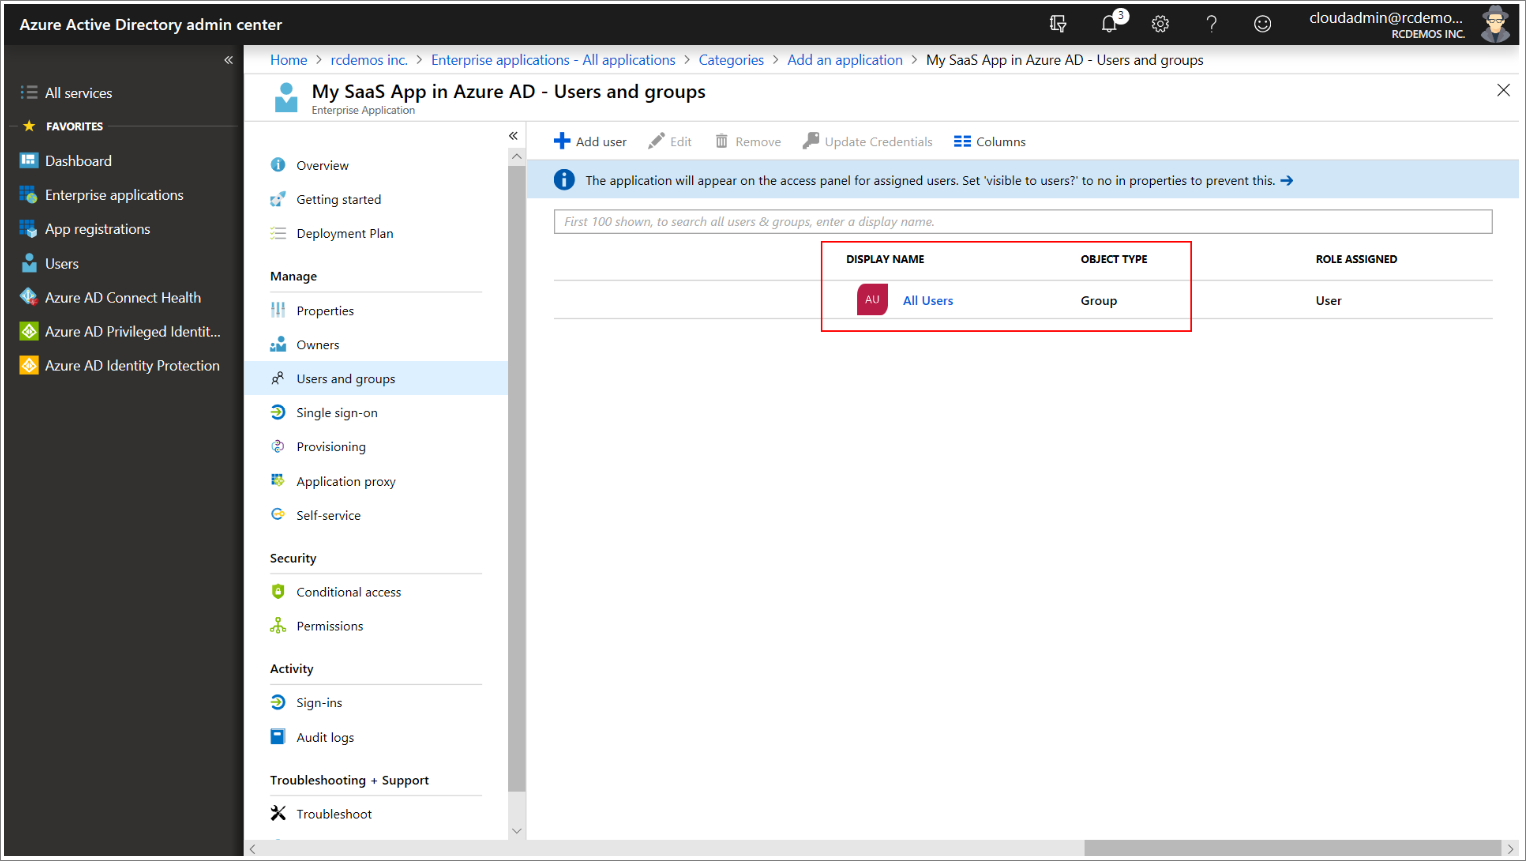 Azure Active Directory admin center
3
cloudadmin@rcdemo...
RCDEMOS INC.
Home > rcdemos inc. > Enterprise applications - All applications > Categories > Add an application > My SaaS App in Azure AD - Users and groups
My SaaS App in Azure AD - Users and groups
Enterprise Application
All services
FAVORITES
Dashboard
Enterprise applications
App registrations
Users
Azure AD Connect Health
Azure AD Privileged Identit...
Azure AD Identity Protection
Overview
Getting started
Deployment Plan
Manage
Properties
Owners
Users and groups
Single sign-on
Provisioning
Application proxy
Self-service
Security
Conditional access
Permissions
Activity
Sign-ins
Audit logs
Troubleshooting + Support
Troubleshoot
Add user Edit Remove Update Credentials Columns
The application will appear on the access panel for assigned users. Set 'visible to users?' to no in properties to prevent this. →
First 100 shown, to search all users & groups, enter a display name.
DISPLAY NAME OBJECT TYPE ROLE ASSIGNED
AU All Users Group User